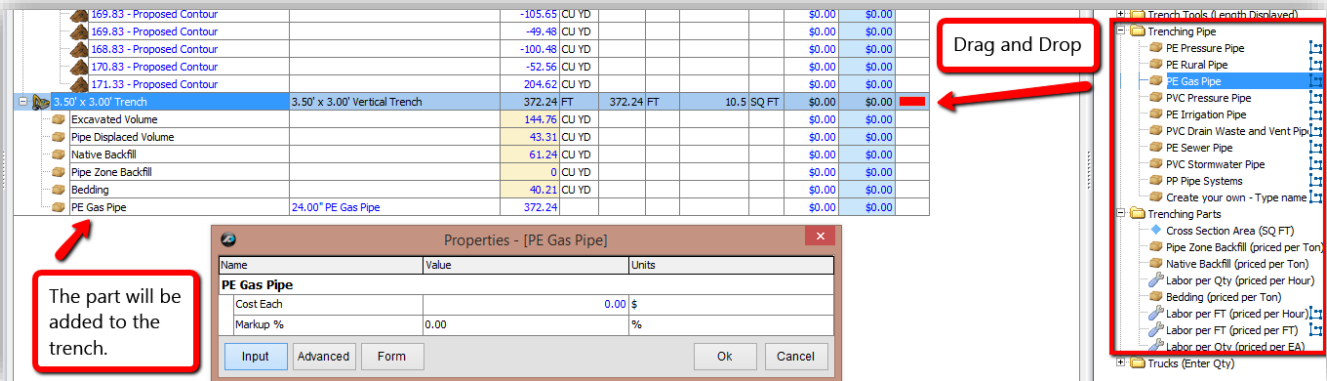 169.83 - Proposed Contour -105.65 CU YD $0.00 $0.00
169.83 - Proposed Contour -49.48 CU YD $0.00 $0.00
168.83 - Proposed Contour -100.48 CU YD $0.00 $0.00
170.83 - Proposed Contour -52.56 CU YD $0.00 $0.00
171.33 - Proposed Contour 204.62 CU YD $0.00 $0.00
3.50' x 3.00' Trench 3.50' x 3.00' Vertical Trench 372.24 FT 372.24 FT 10.5 SQ FT $0.00 $0.00
Excavated Volume 144.76 CU YD $0.00 $0.00
Pipe Displaced Volume 43.31 CU YD $0.00 $0.00
Native Backfill 61.24 CU YD $0.00 $0.00
Pipe Zone Backfill 0 CU YD $0.00 $0.00
Bedding 40.21 CU YD $0.00 $0.00
PE Gas Pipe 24.00" PE Gas Pipe 372.24 $0.00 $0.00
The part will be
added to the
trench.
Properties - [PE Gas Pipe]
Name Value Units
PE Gas Pipe
Cost Each 0.00 $
Markup % 0.00 %
Input Advanced Form Ok Cancel
Drag and Drop
Trench Tools (Length Displayed)
Trenching Pipe
PE Pressure Pipe
PE Rural Pipe
PE Gas Pipe
PVC Pressure Pipe
PE Irrigation Pipe
PVC Drain Waste and Vent Pip
PE Sewer Pipe
PVC Stormwater Pipe
PP Pipe Systems
Create your own - Type name
Trenching Parts
Cross Section Area (SQ FT)
Pipe Zone Backfill (priced per Ton)
Native Backfill (priced per Ton)
Labor per Qty (priced per Hour)
Bedding (priced per Ton)
Labor per FT (priced per Hour)
Labor per FT (priced per FT)
Labor per Qty (priced per EA)
Trucks (Enter Qty)